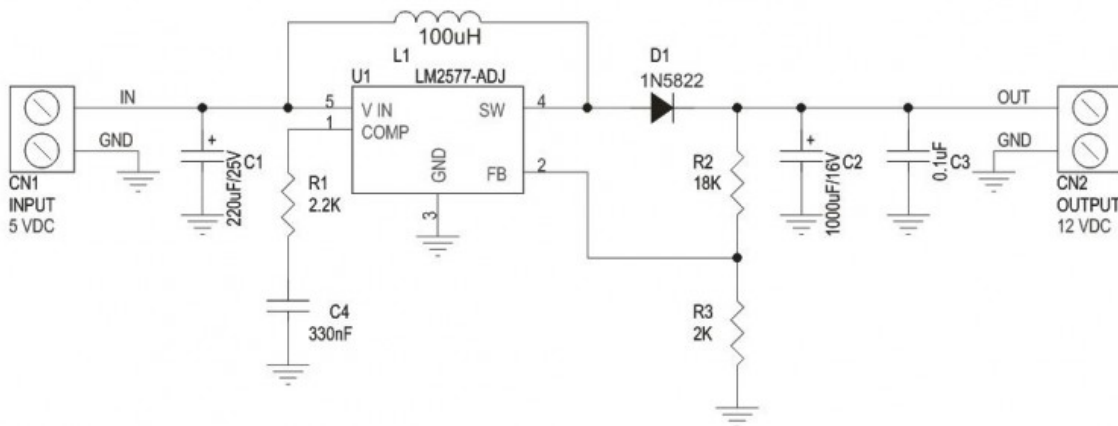 100uH
L1
U1
LM2577-ADJ
D1
1N5822
IN
GND
5
V IN
1
COMP
SW
4
GND
FB
2
3
OUT
GND
+
C1
220uF/25V
R1
2.2K
R2
18K
+
C2
1000uF/16V
C3
0.1uF
CN1
INPUT
5 VDC
CN2
OUTPUT
12 VDC
C4
330nF
R3
2K